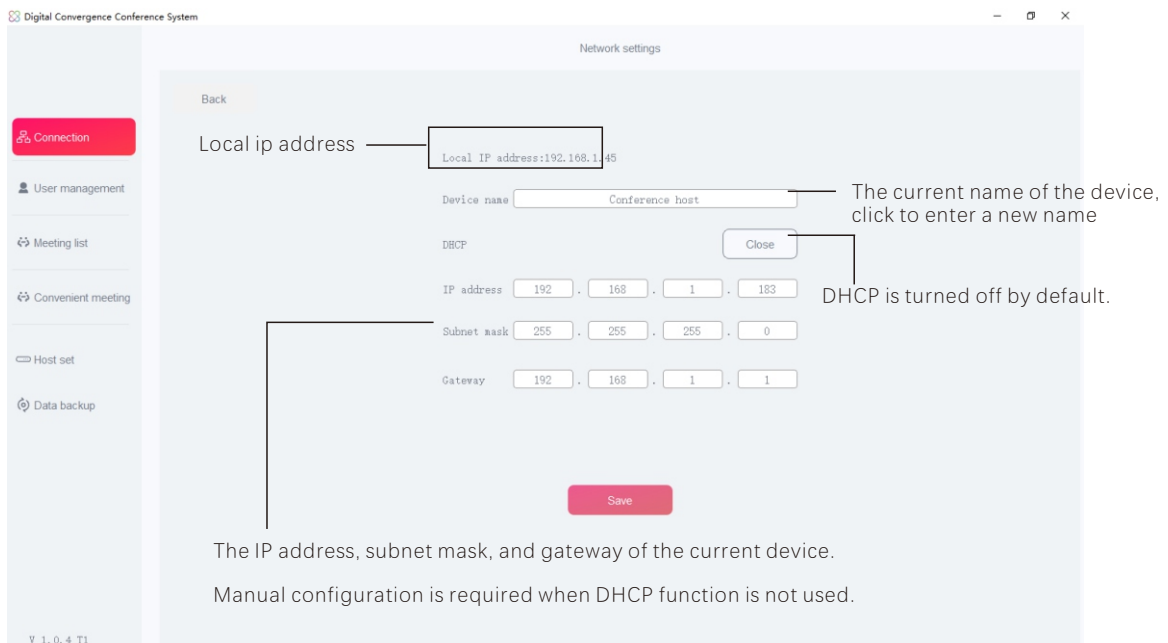 Digital Convergence Conference System
Network settings
Back
Connection
Local ip address
Local IP address:192.168.1.45
User management
Device name Conference host
The current name of the device,
click to enter a new name
Meeting list
DHCP Close
Convenient meeting
IP address 192 . 168 . 1 . 183
DHCP is turned off by default.
Subnet mask 255 . 255 . 255 . 0
Host set
Gateway 192 . 168 . 1 . 1
Data backup
Save
The IP address, subnet mask, and gateway of the current device.
Manual configuration is required when DHCP function is not used.
V 1.0.4 T1